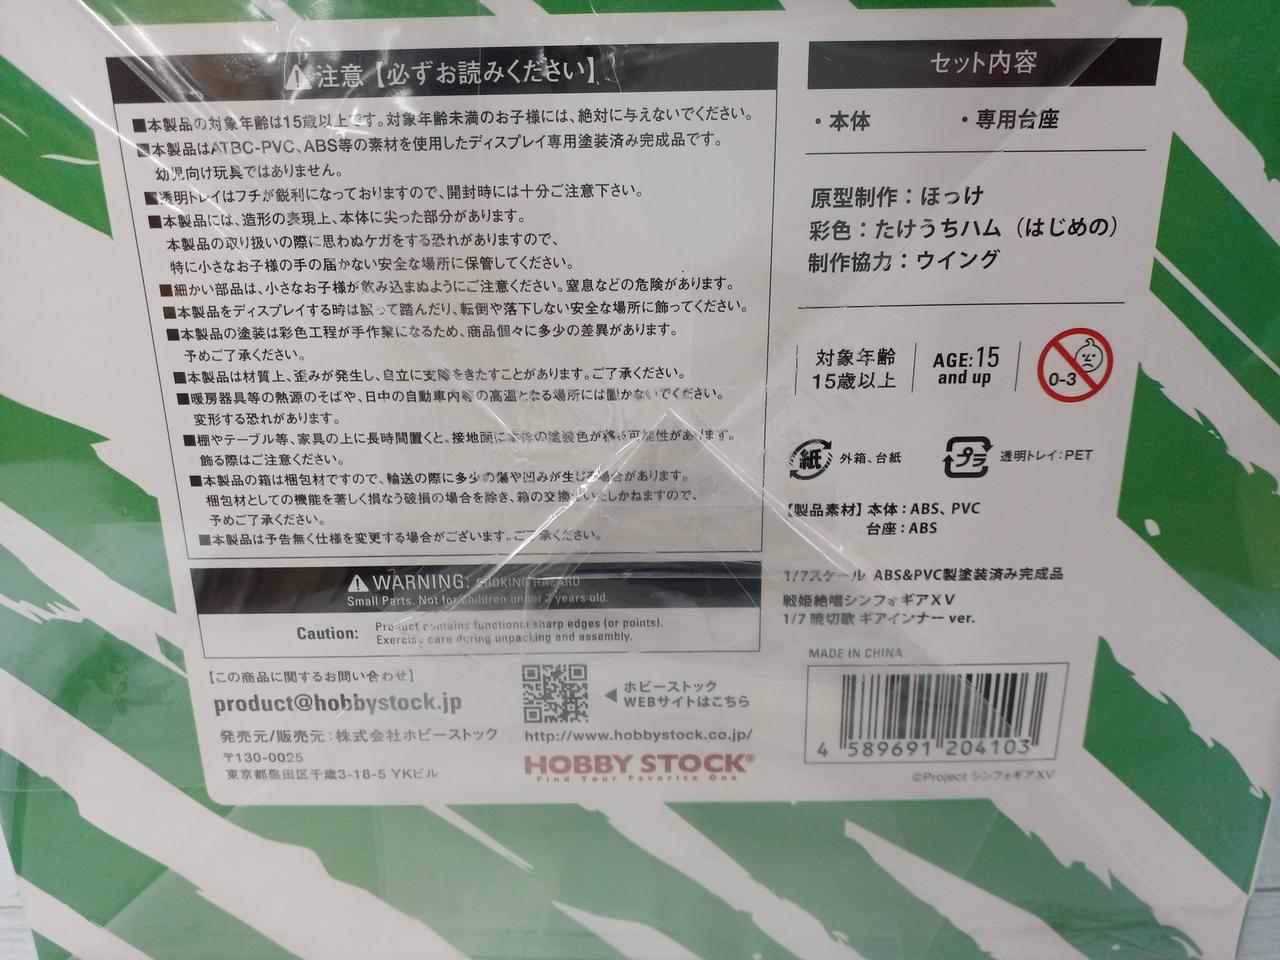 注意【必ずお読みください】
■本製品の対象年齢は15歳以上です。対象年齢未満のお子様には、絶対に与えないでください。
■本製品はATBC-PVC、ABS等の素材を使用したディスプレイ専用塗装済み完成品です。
幼児向け玩具ではありません。
■透明トレイはフチが鋭利になっておりますので、開封時には十分ご注意下さい。
■本製品には、造形の表現上、本体に尖った部分があります。
本製品の取り扱いの際に思わぬケガをする恐れがありますので、
特に小さなお子様の手の届かない安全な場所に保管してください。
■細かい部品は、小さなお子様が飲み込まぬようにご注意ください。窒息などの危険があります。
■本製品をディスプレイする時は誤って踏んだり、転倒や落下しない安全な場所に飾ってください。
■本製品の塗装は彩色工程が手作業になるため、商品個々に多少の差異があります。
予めご了承ください。
■本製品は材質上、歪みが発生し、自立に支障をきたすことがあります。ご了承ください。
■暖房器具等の熱源のそばや、日中の自動車内等の高温となる場所には置かないでください。
変形する恐れがあります。
■棚やテーブル等、家具の上に長時間置くと、接地面に本体の塗装色が移る可能性があります。
飾る際はご注意ください。
■本製品の箱は梱包材ですので、輸送の際に多少の傷や凹みが生じる場合があります。
梱包材としての機能を著しく損なう破損の場合を除き、箱の交換はいたしかねますので、
予めご了承ください。
■本製品は予告無く仕様を変更する場合がございます。ご了承ください。
WARNING: CHOKING HAZARD
Small Parts. Not for children under 3 years old.
Caution: Product contains functional sharp edges (or points).
Exercise care during unpacking and assembly.
【この商品に関するお問い合わせ】
product@hobbystock.jp
発売元/販売元：株式会社ホビーストック
〒130-0025
東京都墨田区千歳3-18-5 YKビル
◀ホビーストック
WEBサイトはこちら
http://www.hobbystock.co.jp/
HOBBY STOCK®
Find Your Favorite One
セット内容
・本体 ・専用台座
原型制作：ほっけ
彩色：たけうちハム（はじめの）
制作協力：ウイング
対象年齢
15歳以上
AGE:15
and up
0-3
紙 外箱、台紙
プラ 透明トレイ：PET
【製品素材】本体：ABS、PVC
台座：ABS
1/7スケール ABS&PVC製塗装済み完成品
戦姫絶唱シンフォギアXV
1/7 暁切歌 ギアインナー ver.
MADE IN CHINA
4 589691 204103
©Project シンフォギアXV